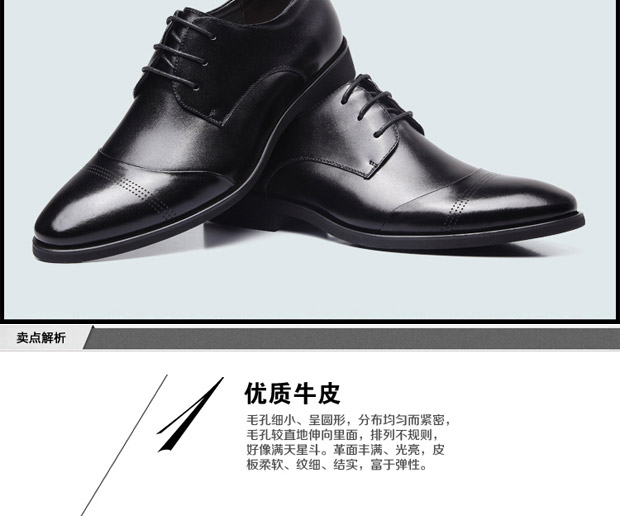 卖点解析
1
优质牛皮
毛孔细小、呈圆形，分布均匀而紧密，
毛孔较直地伸向里面，排列不规则，
好像满天星斗。革面丰满、光亮，皮
板柔软、纹细、结实，富于弹性。